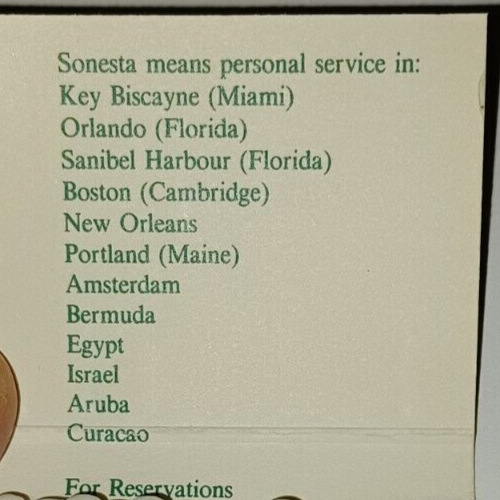 Sonesta means personal service in:
Key Biscayne (Miami)
Orlando (Florida)
Sanibel Harbour (Florida)
Boston (Cambridge)
New Orleans
Portland (Maine)
Amsterdam
Bermuda
Egypt
Israel
Aruba
Curacao
For Reservations